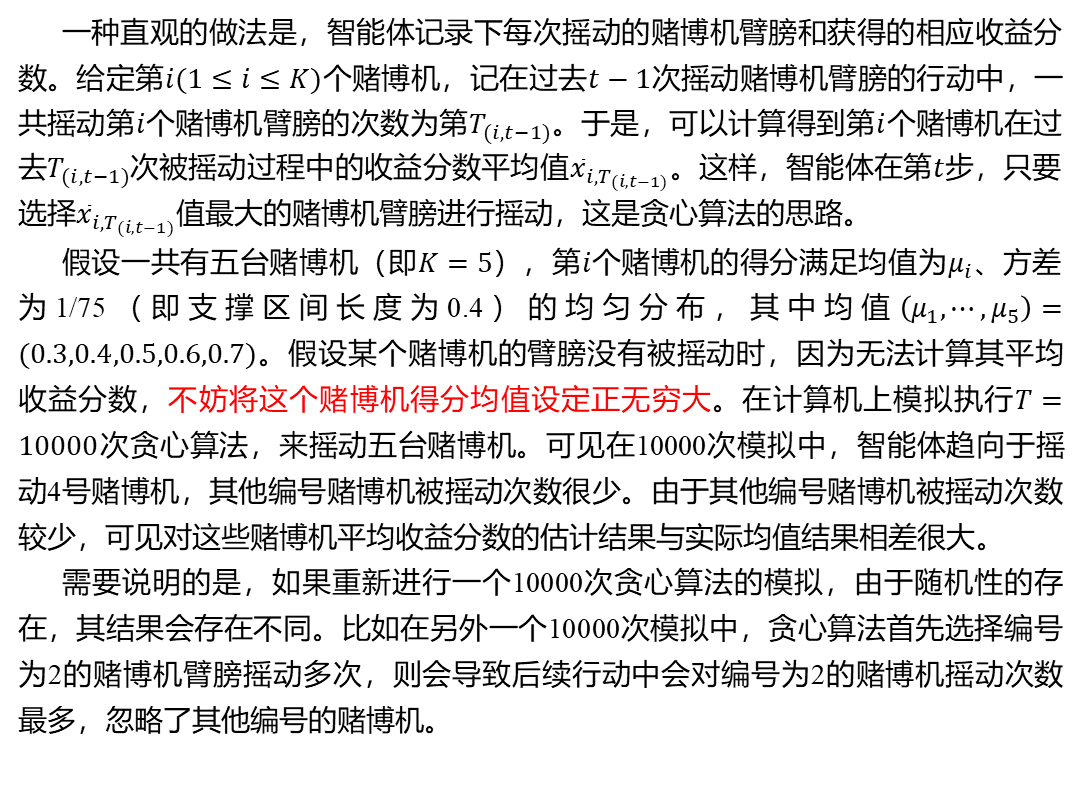 一种直观的做法是，智能体记录下每次摇动的赌博机臂膀和获得的相应收益分
数。给定第i(1 ≤ i ≤ K)个赌博机，记在过去t − 1次摇动赌博机臂膀的行动中，一
共摇动第i个赌博机臂膀的次数为第T(i,t−1)。于是，可以计算得到第i个赌博机在过
去T(i,t−1)次被摇动过程中的收益分数平均值x̄i,T(i,t−1)。这样，智能体在第t步，只要
选择x̄i,T(i,t−1)值最大的赌博机臂膀进行摇动，这是贪心算法的思路。
假设一共有五台赌博机（即K = 5），第i个赌博机的得分满足均值为μi、方差
为 1/75 （即支撑区间长度为0.4）的均匀分布，其中均值(μ1,⋯,μ5) =
(0.3,0.4,0.5,0.6,0.7)。假设某个赌博机的臂膀没有被摇动时，因为无法计算其平均
收益分数，不妨将这个赌博机得分均值设定正无穷大。在计算机上模拟执行T =
10000次贪心算法，来摇动五台赌博机。可见在10000次模拟中，智能体趋向于摇
动4号赌博机，其他编号赌博机被摇动次数很少。由于其他编号赌博机被摇动次数
较少，可见对这些赌博机平均收益分数的估计结果与实际均值结果相差很大。
需要说明的是，如果重新进行一个10000次贪心算法的模拟，由于随机性的存
在，其结果会存在不同。比如在另外一个10000次模拟中，贪心算法首先选择编号
为2的赌博机臂膀摇动多次，则会导致后续行动中会对编号为2的赌博机摇动次数
最多，忽略了其他编号的赌博机。